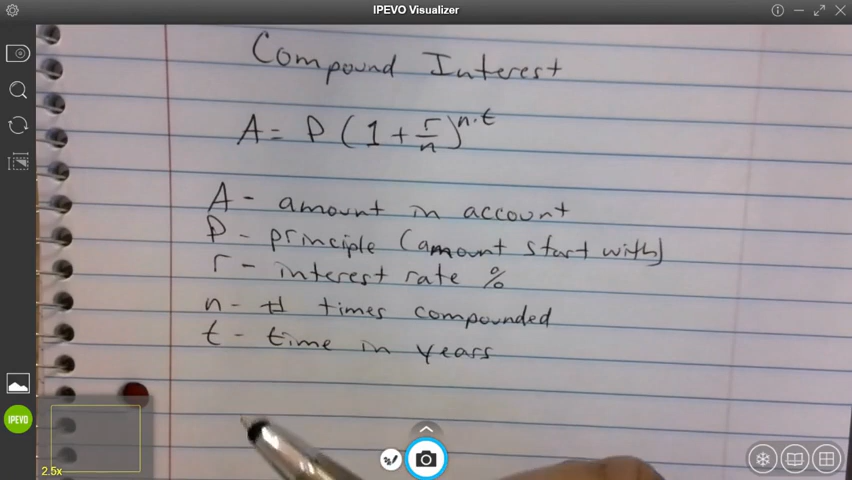 IPEVO Visualizer
Compound Interest
A = P (1 + r/n)^n·t
A - amount in account
P - principle (amount start with)
r - interest rate %
n - # times compounded
t - time in years
IPEVO
2.5x